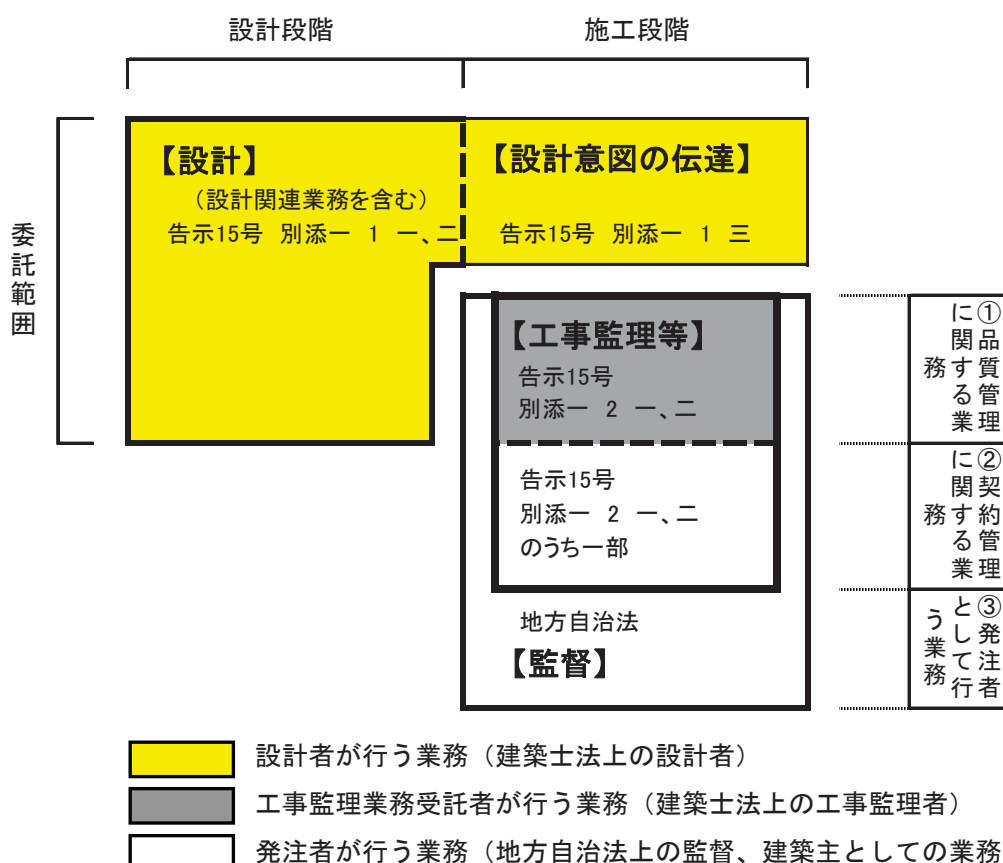 設計段階
施工段階
委託範囲
【設計】
(設計関連業務を含む)
告示15号 別添一 1 一、二
【設計意図の伝達】
告示15号 別添一 1 三
【工事監理等】
告示15号
別添一 2 一、二
告示15号
別添一 2 一、二
のうち一部
地方自治法
【監督】
①品質管理
に関する業
務
②契約管理
に関する業
務
③発注者
として行
う業務
設計者が行う業務(建築士法上の設計者)
工事監理業務受託者が行う業務(建築士法上の工事監理者)
発注者が行う業務(地方自治法上の監督、建築主としての業務